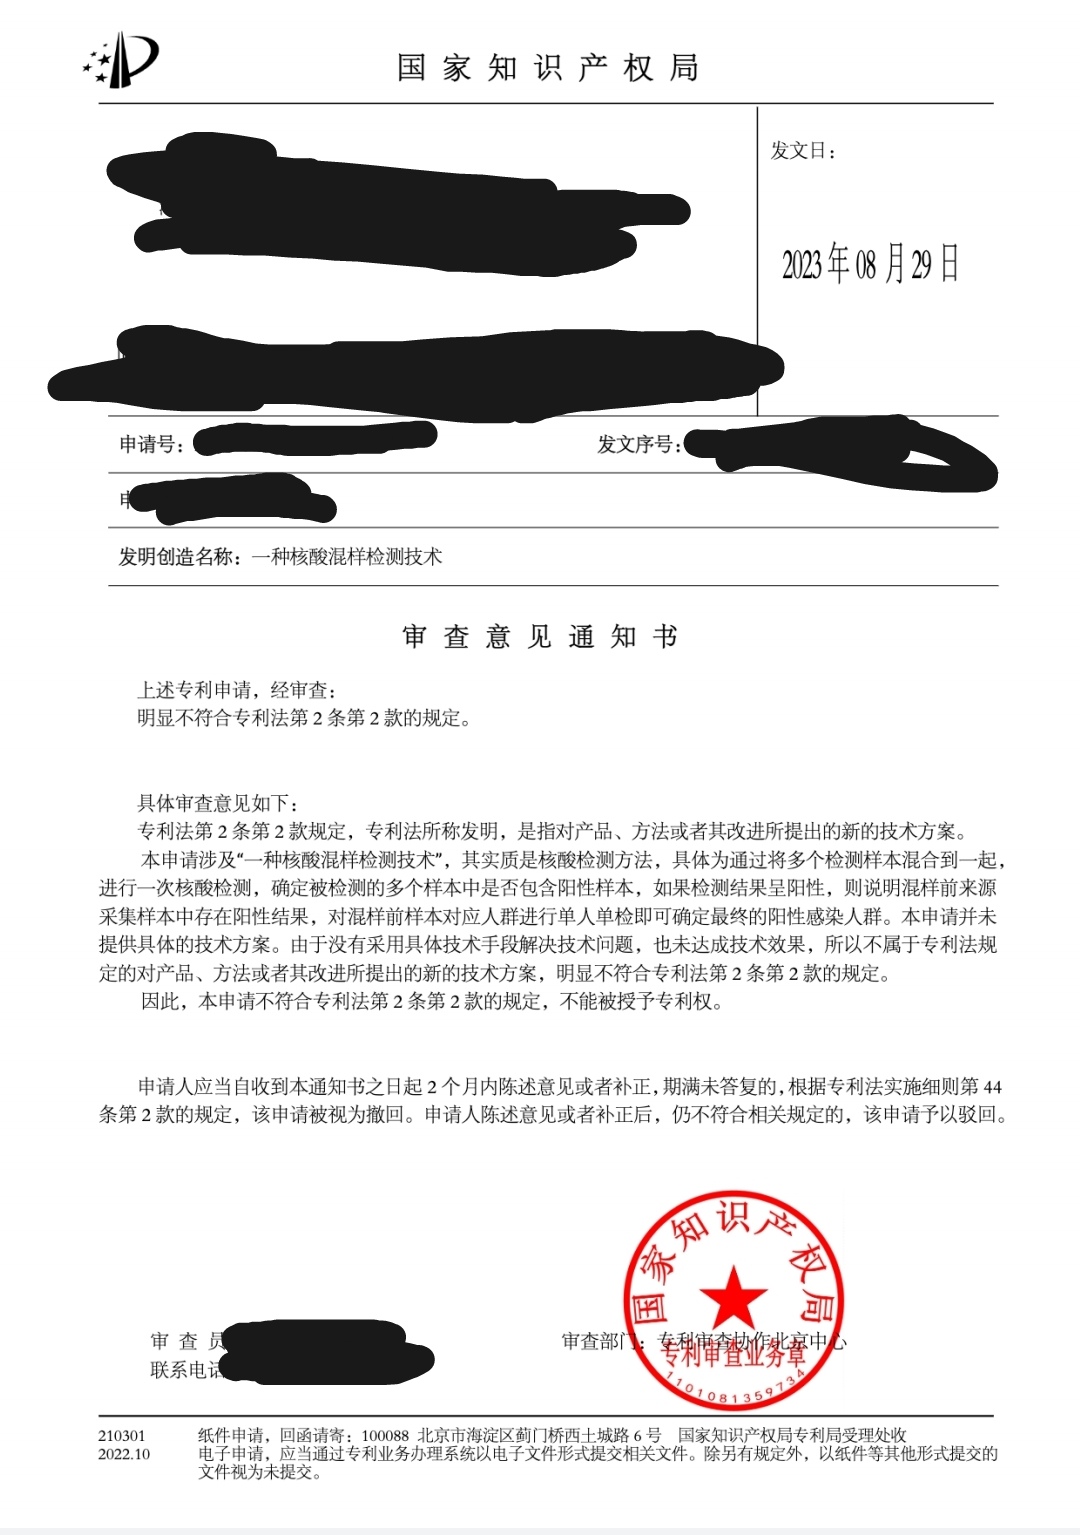 国家知识产权局
发文日：
2023年08月29日
申请号： 发文序号：
申
发明创造名称：一种核酸混样检测技术
审查意见通知书
上述专利申请，经审查：
明显不符合专利法第2条第2款的规定。
具体审查意见如下：
专利法第2条第2款规定，专利法所称发明，是指对产品、方法或者其改进所提出的新的技术方案。
本申请涉及“一种核酸混样检测技术”，其实质是核酸检测方法，具体为通过将多个检测样本混合到一起，
进行一次核酸检测，确定被检测的多个样本中是否包含阳性样本，如果检测结果呈阳性，则说明混样前来源
采集样本中存在阳性结果，对混样前样本对应人群进行单人单检即可确定最终的阳性感染人群。本申请并未
提供具体的技术方案。由于没有采用具体技术手段解决技术问题，也未达成技术效果，所以不属于专利法规
定的对产品、方法或者其改进所提出的新的技术方案，明显不符合专利法第2条第2款的规定。
因此，本申请不符合专利法第2条第2款的规定，不能被授予专利权。
申请人应当自收到本通知书之日起2个月内陈述意见或者补正，期满未答复的，根据专利法实施细则第44
条第2款的规定，该申请被视为撤回。申请人陈述意见或者补正后，仍不符合相关规定的，该申请予以驳回。
国家知识产权局
审查员 审查部门：专利审查协作北京中心
专利审查业务章
联系电话
1101081359734
210301 纸件申请，回函请寄：100088 北京市海淀区蓟门桥西土城路6号 国家知识产权局专利局受理处收
2022.10 电子申请，应当通过专利业务办理系统以电子文件形式提交相关文件。除另有规定外，以纸件等其他形式提交的
文件视为未提交。